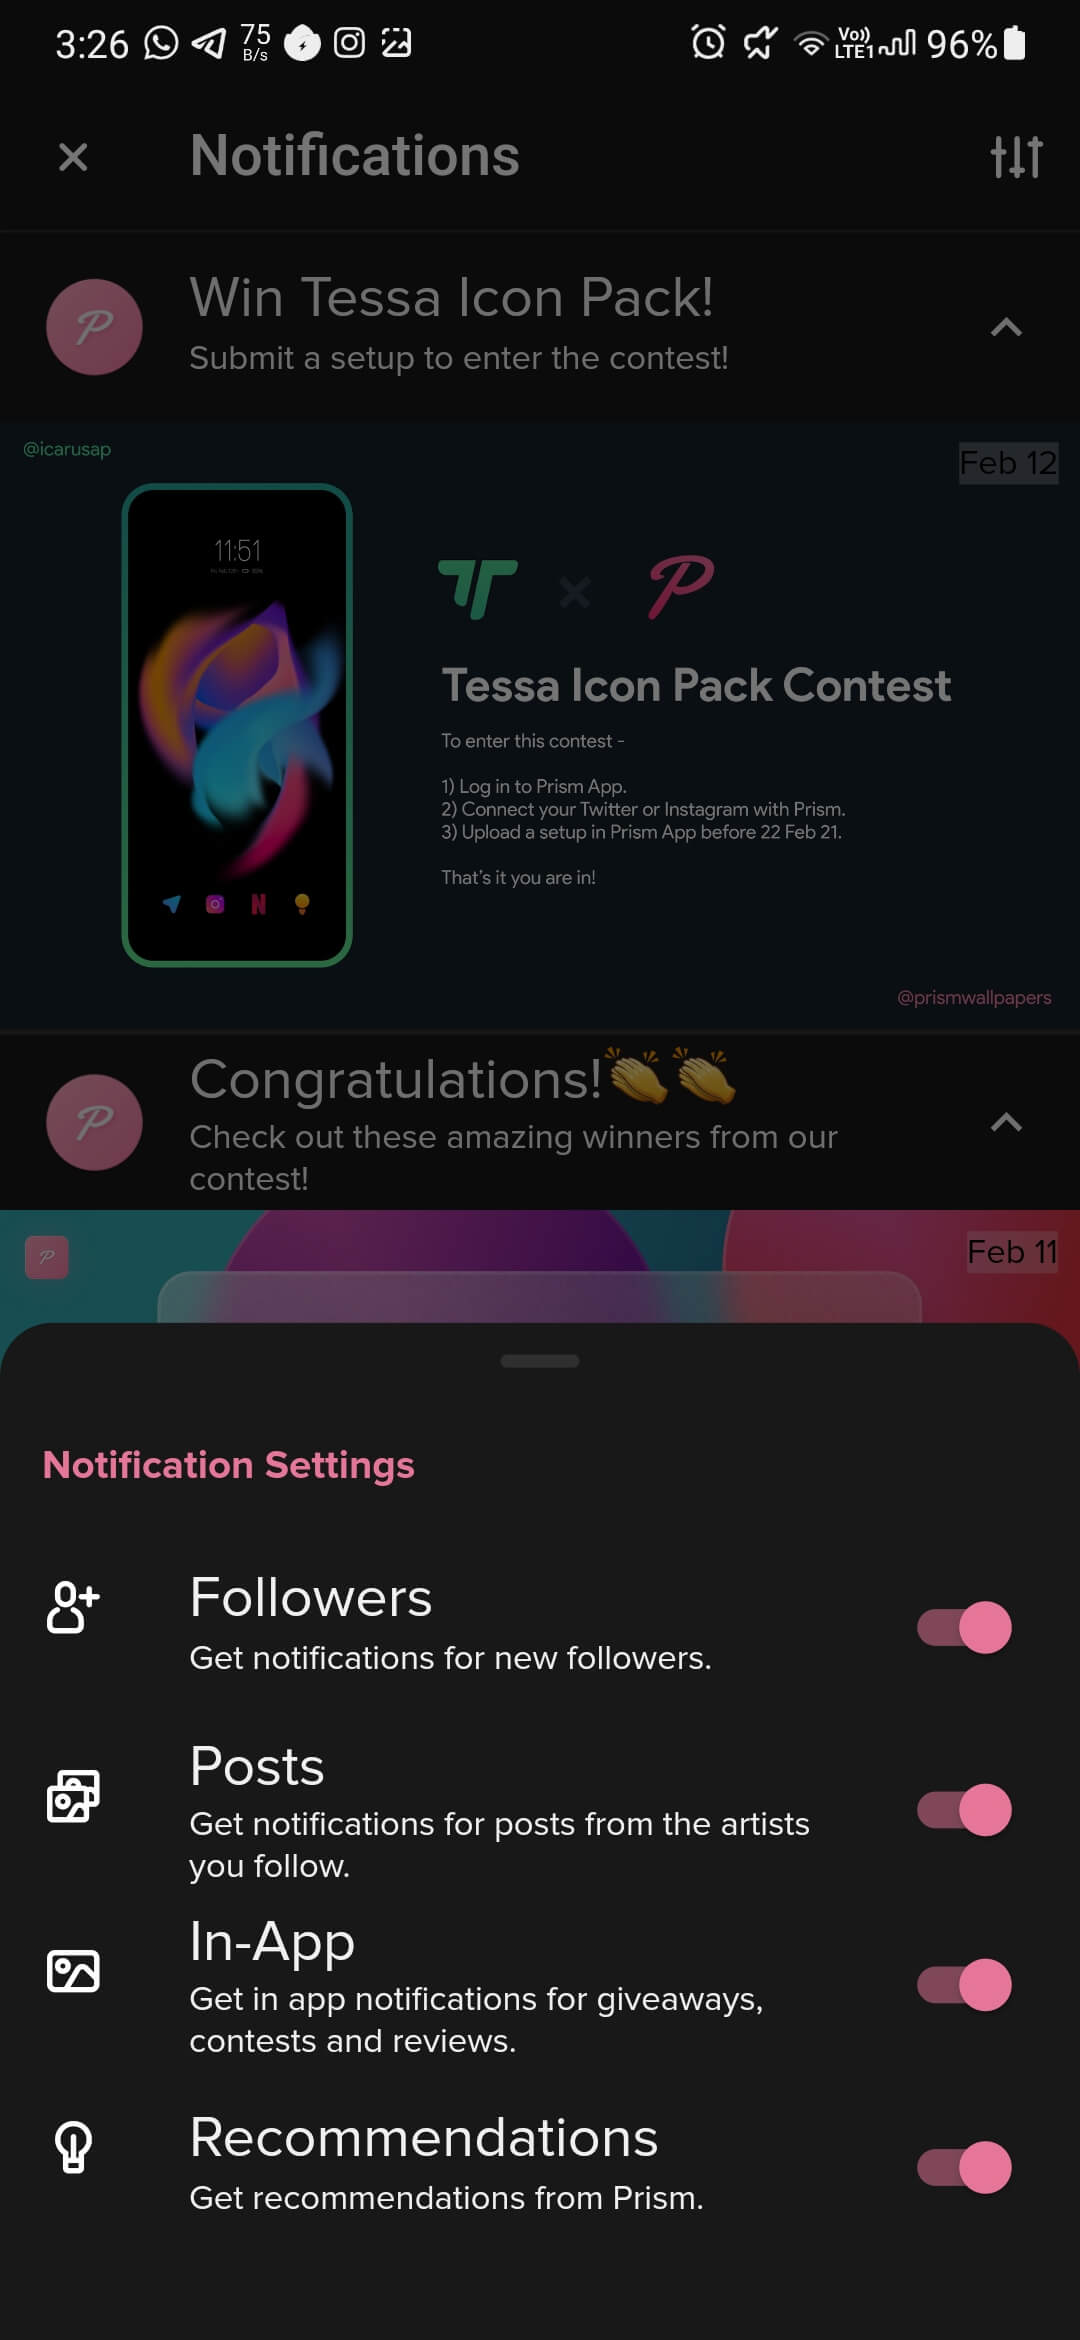 3:26 75 B/s Vo)) LTE1 96%
Notifications
Win Tessa Icon Pack!
Submit a setup to enter the contest!
@icarusap
Feb 12
11:51
Tessa Icon Pack Contest
To enter this contest -
1) Log in to Prism App.
2) Connect your Twitter or Instagram with Prism.
3) Upload a setup in Prism App before 22 Feb 21.
That's it you are in!
@prismwallpapers
Congratulations!👏👏
Check out these amazing winners from our
contest!
Feb 11
Notification Settings
Followers
Get notifications for new followers.
Posts
Get notifications for posts from the artists
you follow.
In-App
Get in app notifications for giveaways,
contests and reviews.
Recommendations
Get recommendations from Prism.